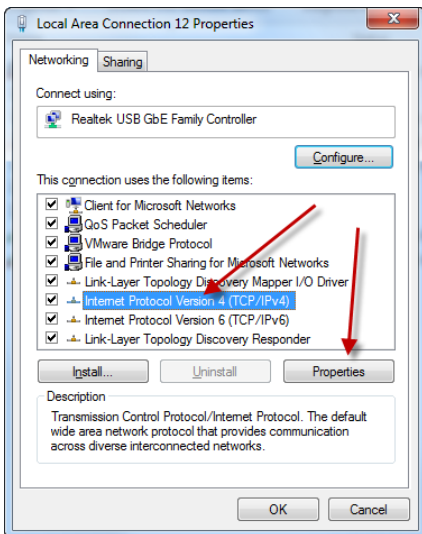 Local Area Connection 12 Properties
Networking
Sharing
Connect using:
Realtek USB GbE Family Controller
Configure...
This connection uses the following items:
Client for Microsoft Networks
QoS Packet Scheduler
VMware Bridge Protocol
File and Printer Sharing for Microsoft Networks
Link-Layer Topology Discovery Mapper I/O Driver
Internet Protocol Version 4 (TCP/IPv4)
Internet Protocol Version 6 (TCP/IPv6)
Link-Layer Topology Discovery Responder
Install...
Uninstall
Properties
Description
Transmission Control Protocol/Internet Protocol. The default
wide area network protocol that provides communication
across diverse interconnected networks.
OK
Cancel